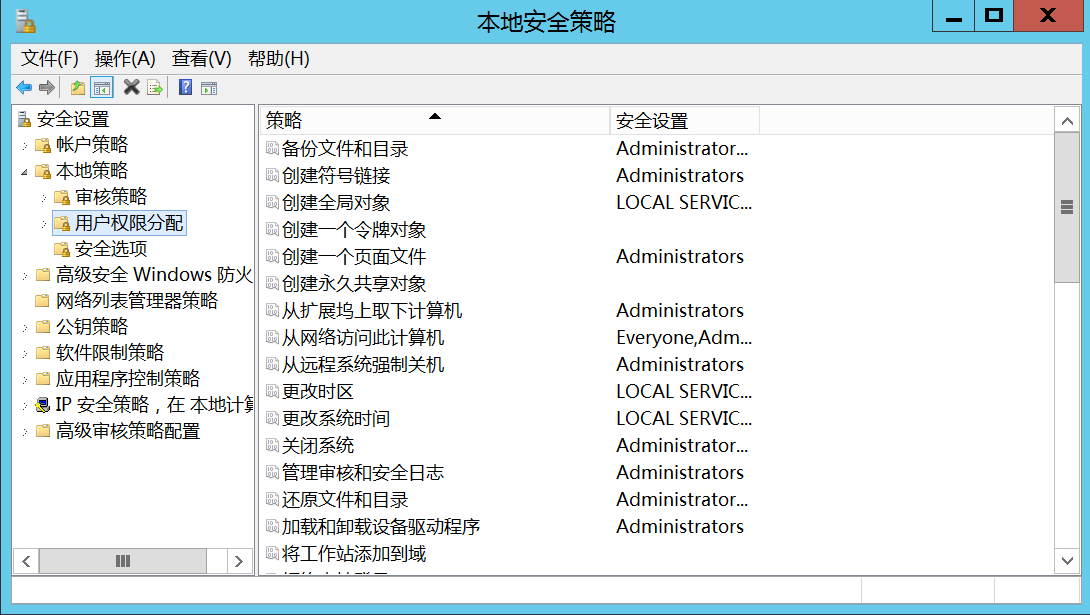 本地安全策略
文件(F) 操作(A) 查看(V) 帮助(H)
安全设置
帐户策略
本地策略
审核策略
用户权限分配
安全选项
高级安全 Windows 防火
网络列表管理器策略
公钥策略
软件限制策略
应用程序控制策略
IP 安全策略，在 本地计算
高级审核策略配置
策略 安全设置
备份文件和目录 Administrator...
创建符号链接 Administrators
创建全局对象 LOCAL SERVIC...
创建一个令牌对象
创建一个页面文件 Administrators
创建永久共享对象
从扩展坞上取下计算机 Administrators
从网络访问此计算机 Everyone,Adm...
从远程系统强制关机 Administrators
更改时区 LOCAL SERVIC...
更改系统时间 LOCAL SERVIC...
关闭系统 Administrator...
管理审核和安全日志 Administrators
还原文件和目录 Administrator...
加载和卸载设备驱动程序 Administrators
将工作站添加到域